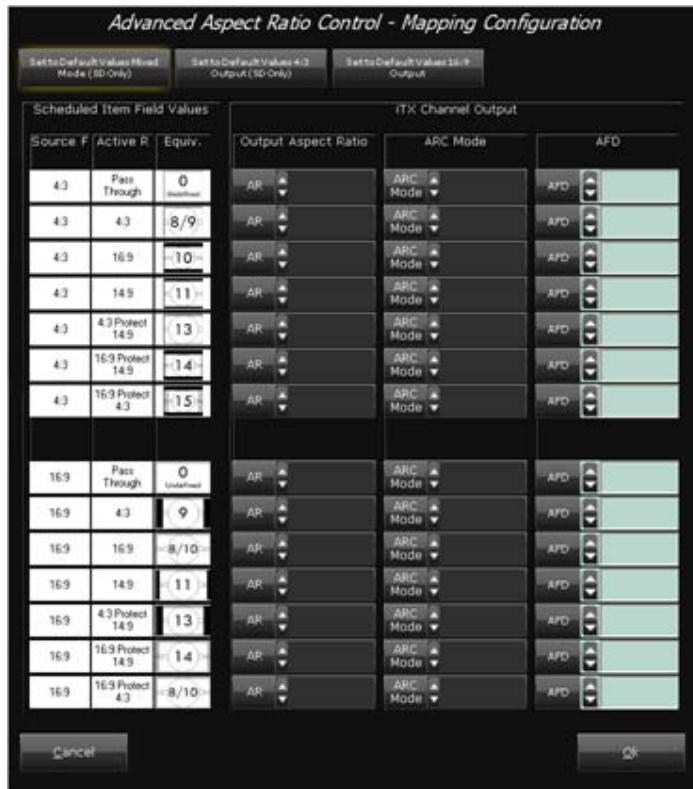 Advanced Aspect Ratio Control - Mapping Configuration
Set to Default Values Mixed Mode (SD Only)
Set to Default Values 4:3 Output (SD Only)
Set to Default Values 16:9 Output
Scheduled Item Field Values
iTX Channel Output
Source F Active R Equiv. Output Aspect Ratio ARC Mode AFD
4:3 Pass Through 0 Undefined AR ARC Mode AFD
4:3 4:3 8/9 AR ARC Mode AFD
4:3 16:9 10 AR ARC Mode AFD
4:3 14:9 11 AR ARC Mode AFD
4:3 4:3 Protect 14:9 13 AR ARC Mode AFD
4:3 16:9 Protect 14:9 14 AR ARC Mode AFD
4:3 16:9 Protect 4:3 15 AR ARC Mode AFD
16:9 Pass Through 0 Undefined AR ARC Mode AFD
16:9 4:3 9 AR ARC Mode AFD
16:9 16:9 8/10 AR ARC Mode AFD
16:9 14:9 11 AR ARC Mode AFD
16:9 4:3 Protect 14:9 13 AR ARC Mode AFD
16:9 16:9 Protect 14:9 14 AR ARC Mode AFD
16:9 16:9 Protect 4:3 8/10 AR ARC Mode AFD
Cancel
Ok